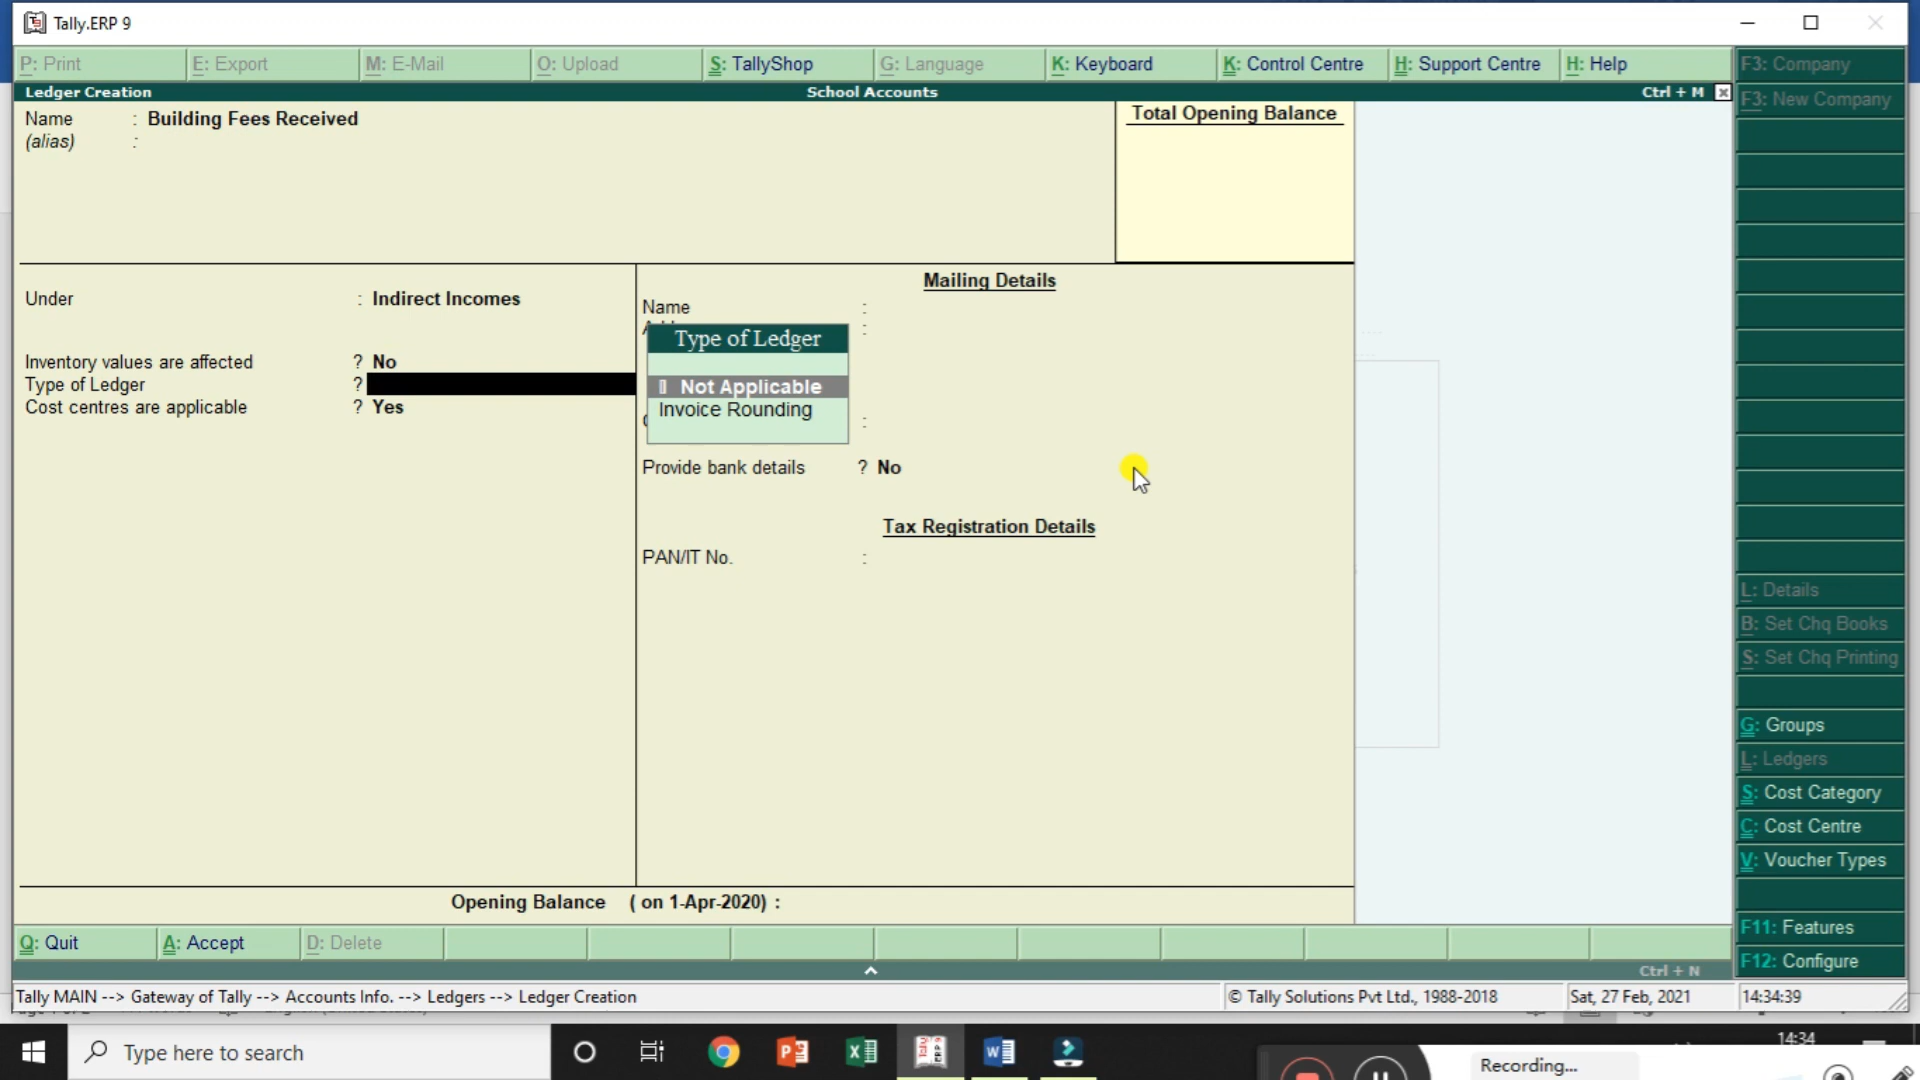 Tally.ERP 9
P: Print E: Export M: E-Mail O: Upload S: TallyShop G: Language K: Keyboard K: Control Centre H: Support Centre H: Help F3: Company
Ledger Creation School Accounts Ctrl + M F3: New Company
Name : Building Fees Received Total Opening Balance
(alias) :
Mailing Details
Under : Indirect Incomes Name :
Type of Ledger
Inventory values are affected ? No
Type of Ledger ? Not Applicable
Cost centres are applicable ? Yes Invoice Rounding
Provide bank details ? No
Tax Registration Details
PAN/IT No. :
L: Details
B: Set Chq Books
S: Set Chq Printing
G: Groups
L: Ledgers
S: Cost Category
C: Cost Centre
V: Voucher Types
Opening Balance ( on 1-Apr-2020) :
F11: Features
Q: Quit A: Accept D: Delete
F12: Configure
Ctrl + N
Tally MAIN --> Gateway of Tally --> Accounts Info. --> Ledgers --> Ledger Creation © Tally Solutions Pvt Ltd., 1988-2018 Sat, 27 Feb, 2021 14:34:39
Type here to search 14:34
Recording...